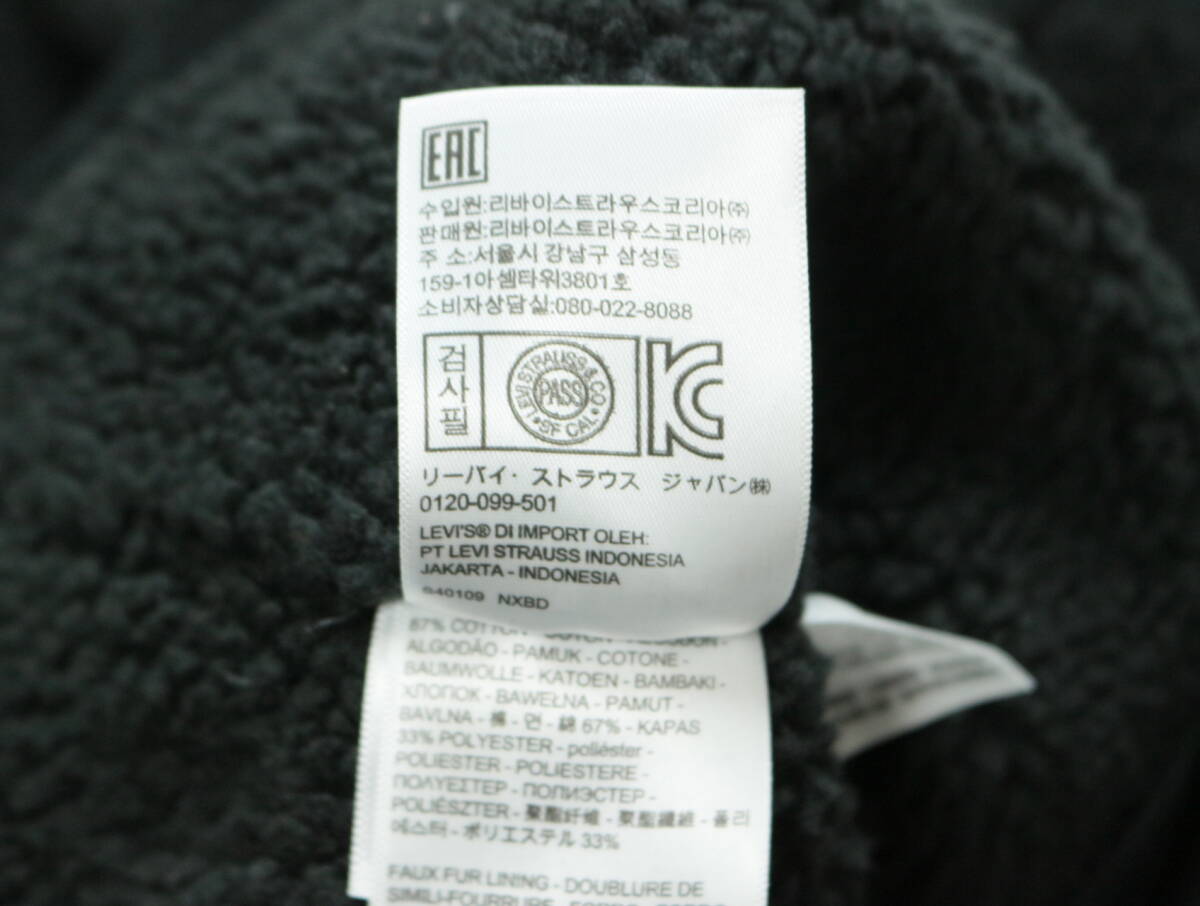 EAC
수입원:리바이스트라우스코리아㈜
판매원:리바이스트라우스코리아㈜
주 소:서울시 강남구 삼성동
159-1아셈타워3801호
소비자상담실:080-022-8088
검사필
LEVI STRAUSS & CO
PASS
SF CAL
KC
リーバイ・ストラウス ジャパン㈱
0120-099-501
LEVI'S® DI IMPORT OLEH:
PT LEVI STRAUSS INDONESIA
JAKARTA - INDONESIA
NXBD
67% COTTON
ALGODÃO - PAMUK - COTONE -
BAUMWOLLE - KATOEN - BAMBAKI -
ХЛОПОК - BAWEŁNA - PAMUT -
BAVLNA - 棉 - 면 - 綿 67% - KAPAS
33% POLYESTER - poliéster -
POLIESTER - POLIESTERE -
ΠΟΛΥΕΣΤΕΡ - ПОЛИЭСТЕР -
POLIÉSZTER - 聚酯纤维 - 聚酯纖維 - 폴리
에스터 - ポリエステル 33%
FAUX FUR LINING - DOUBLURE DE
SIMILI-FOURRURE